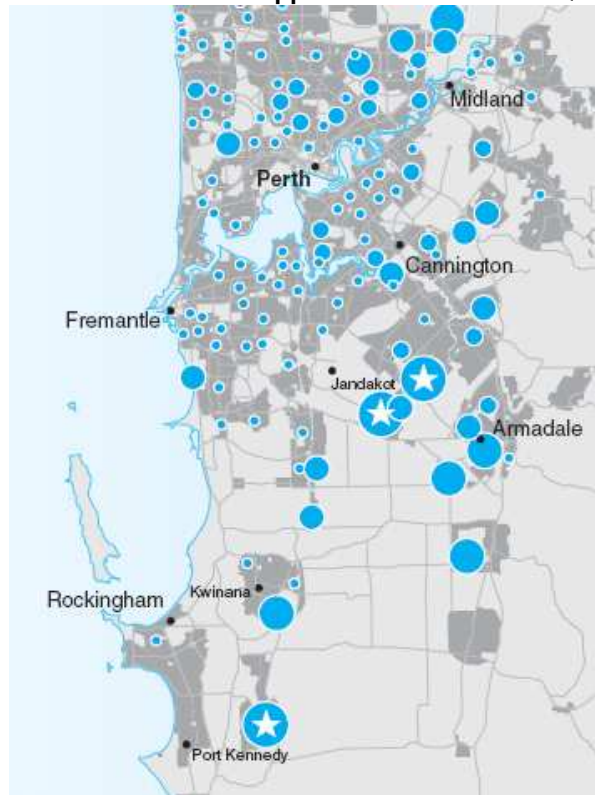 Midland
Perth
Cannington
Fremantle
Jandakot
Armadale
Kwinana
Rockingham
Port Kennedy